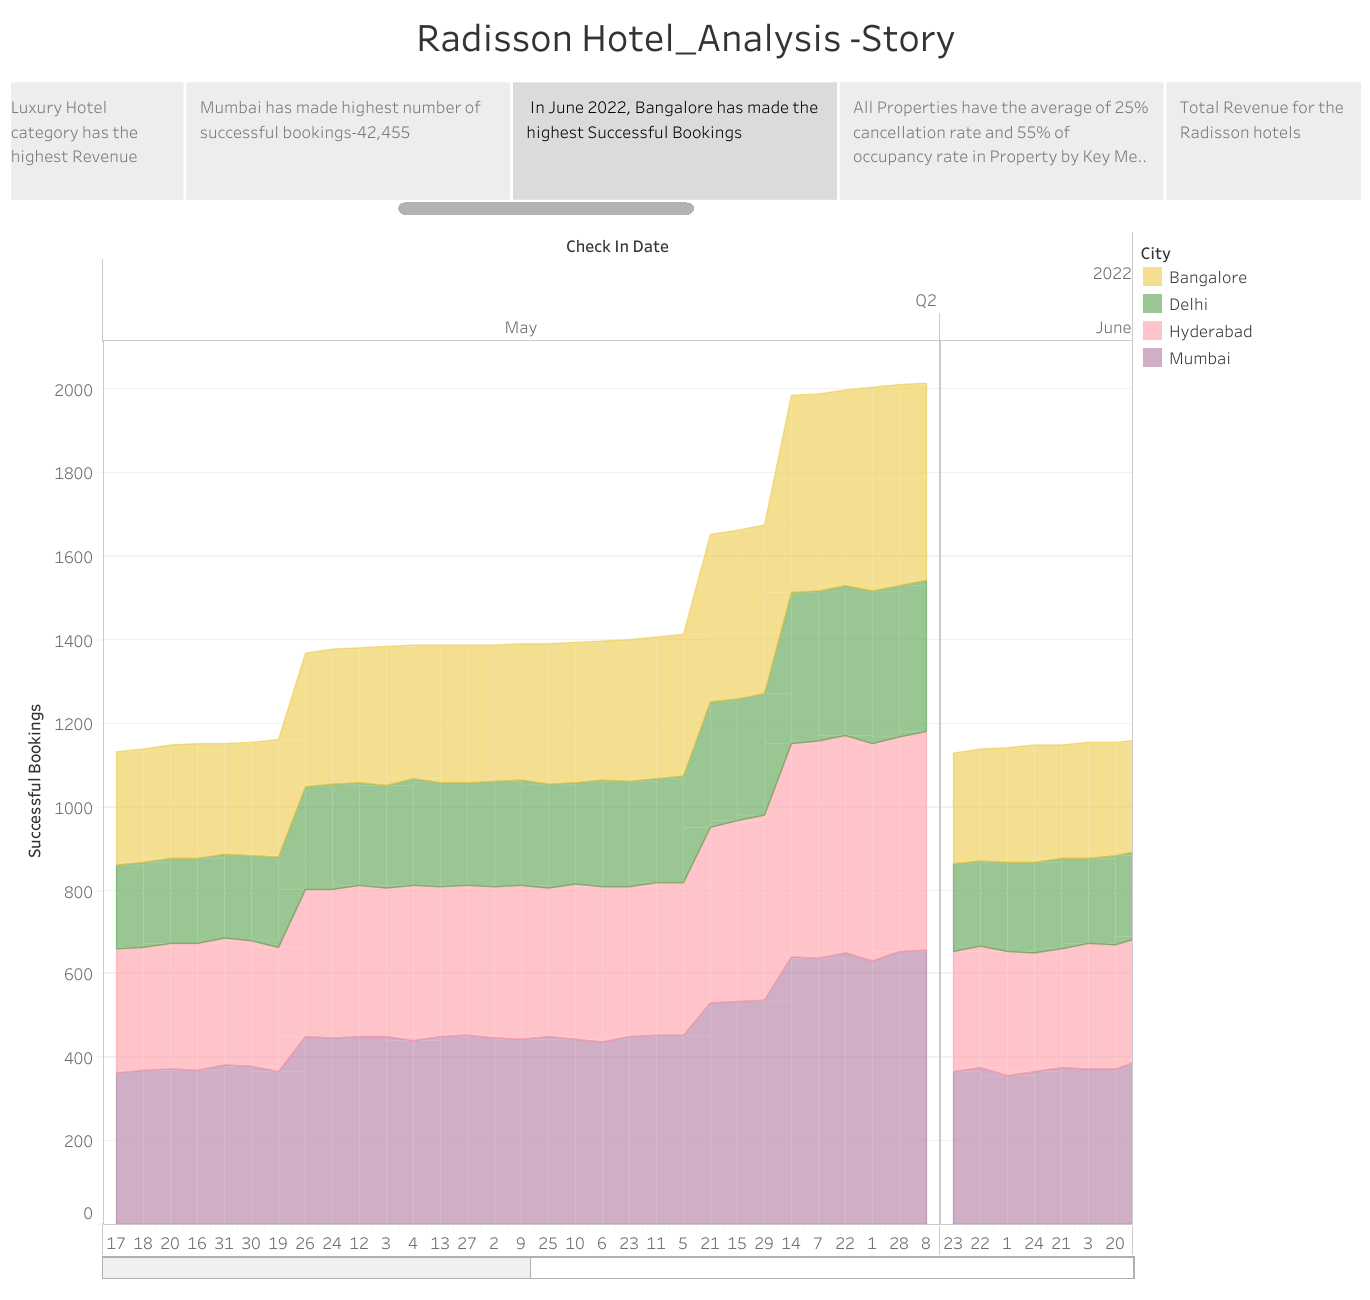 Radisson Hotel_Analysis -Story
Luxury Hotel
category has the
highest Revenue
Mumbai has made highest number of
successful bookings-42,455
In June 2022, Bangalore has made the
highest Successful Bookings
All Properties have the average of 25%
cancellation rate and 55% of
occupancy rate in Property by Key Me..
Total Revenue for the
Radisson hotels
Check In Date
2022
Q2
May
June
City
Bangalore
Delhi
Hyderabad
Mumbai
Successful Bookings
2000
1800
1600
1400
1200
1000
800
600
400
200
0
17 18 20 16 31 30 19 26 24 12 3 4 13 27 2 9 25 10 6 23 11 5 21 15 29 14 7 22 1 28 8 23 22 1 24 21 3 20